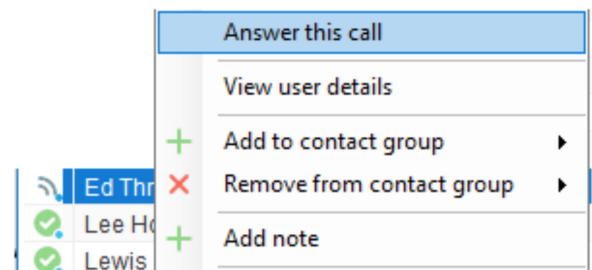 Answer this call
View user details
Add to contact group
Remove from contact group
Ed Thr
Lee Ho
Add note
Lewis